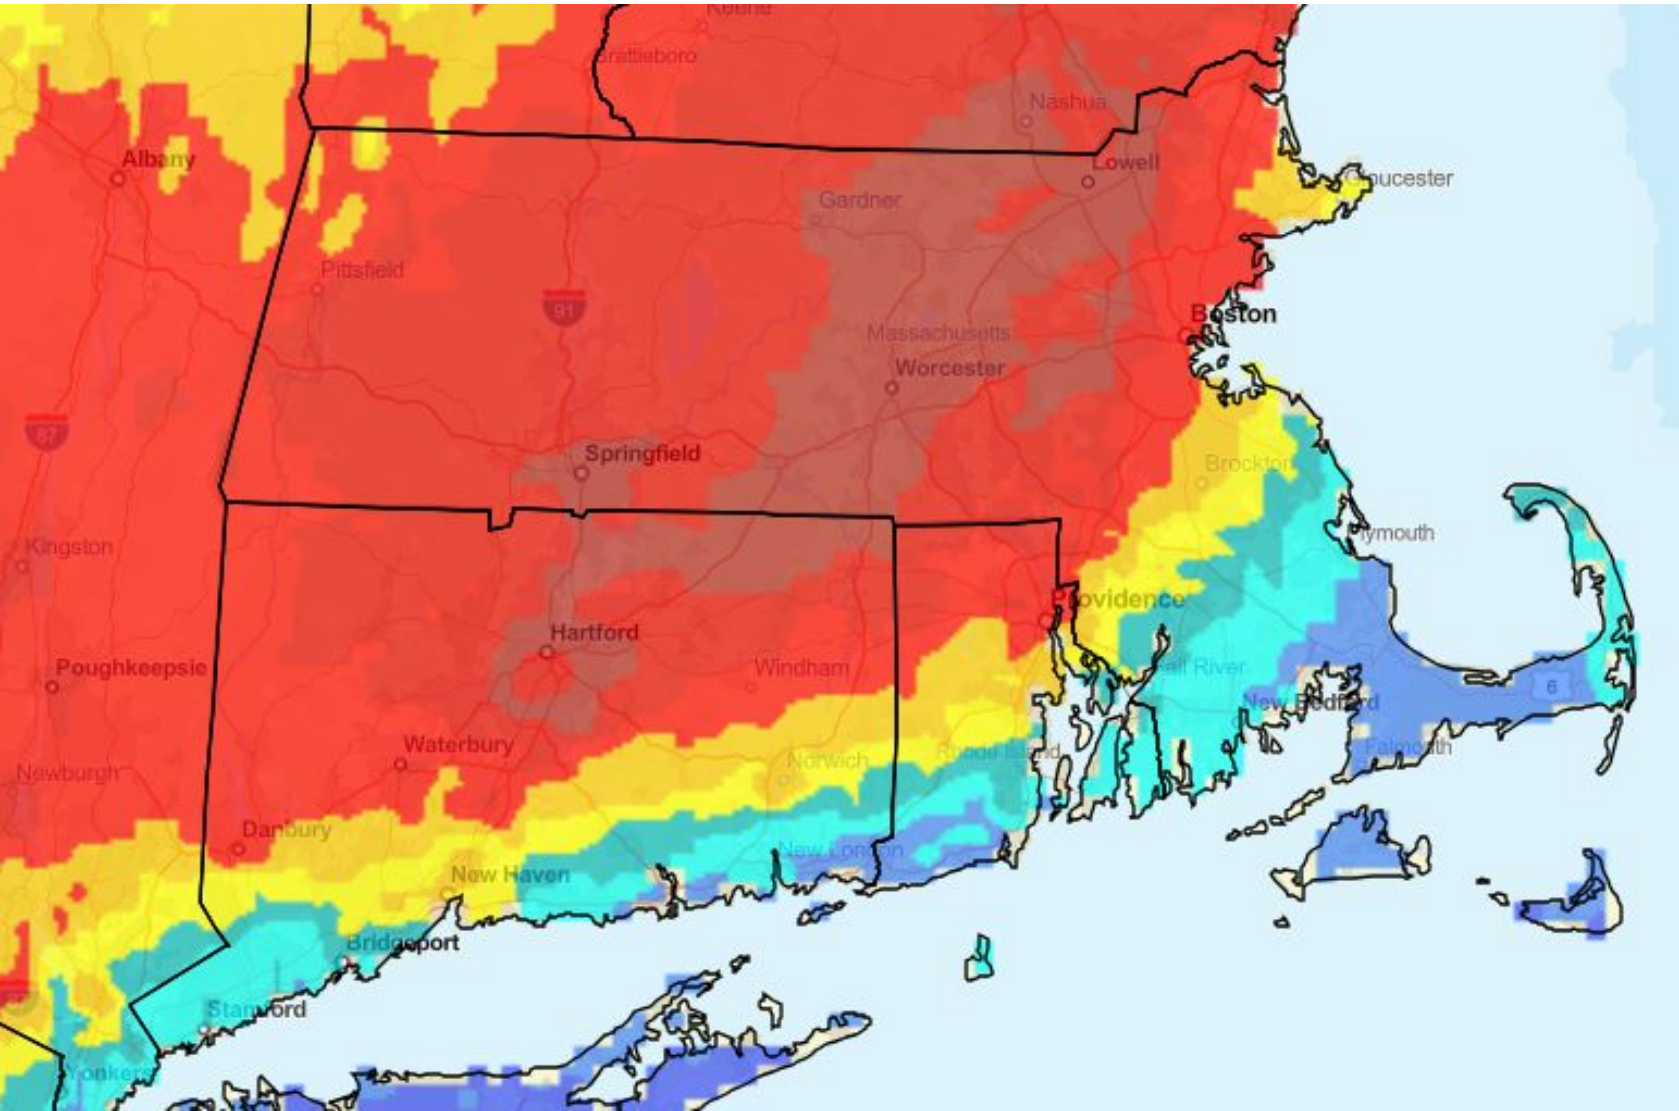 Keene
Brattleboro
Nashua
Albany
Lowell
Gloucester
Gardner
Pittsfield
91
Boston
Massachusetts
Worcester
87
Springfield
Brockton
Plymouth
Kingston
Providence
Hartford
Poughkeepsie
Windham
Fall River
6
New Bedford
Waterbury
Norwich
Rhode Island
Falmouth
Newburgh
Danbury
New London
New Haven
Bridgeport
Stamford
Yonkers